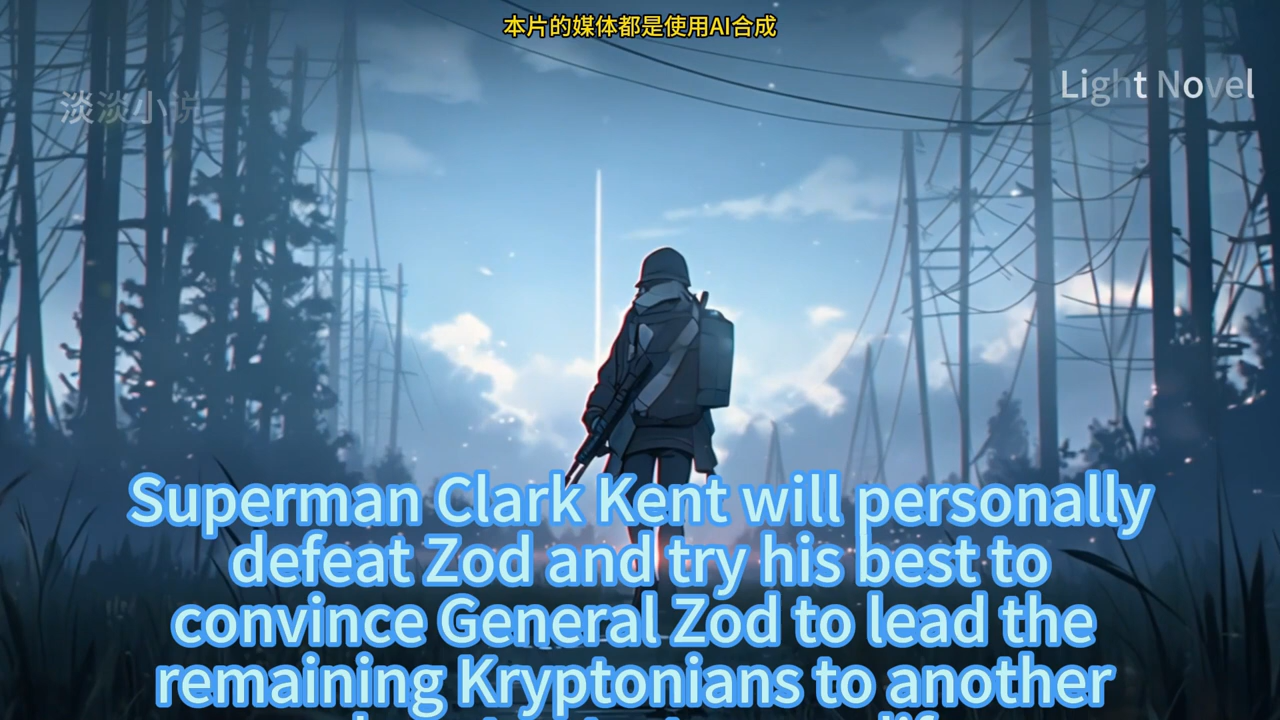 本片的媒体都是使用AI合成
Light Novel
淡淡小说
Superman Clark Kent will personally
defeat Zod and try his best to
convince General Zod to lead the
remaining Kryptonians to another